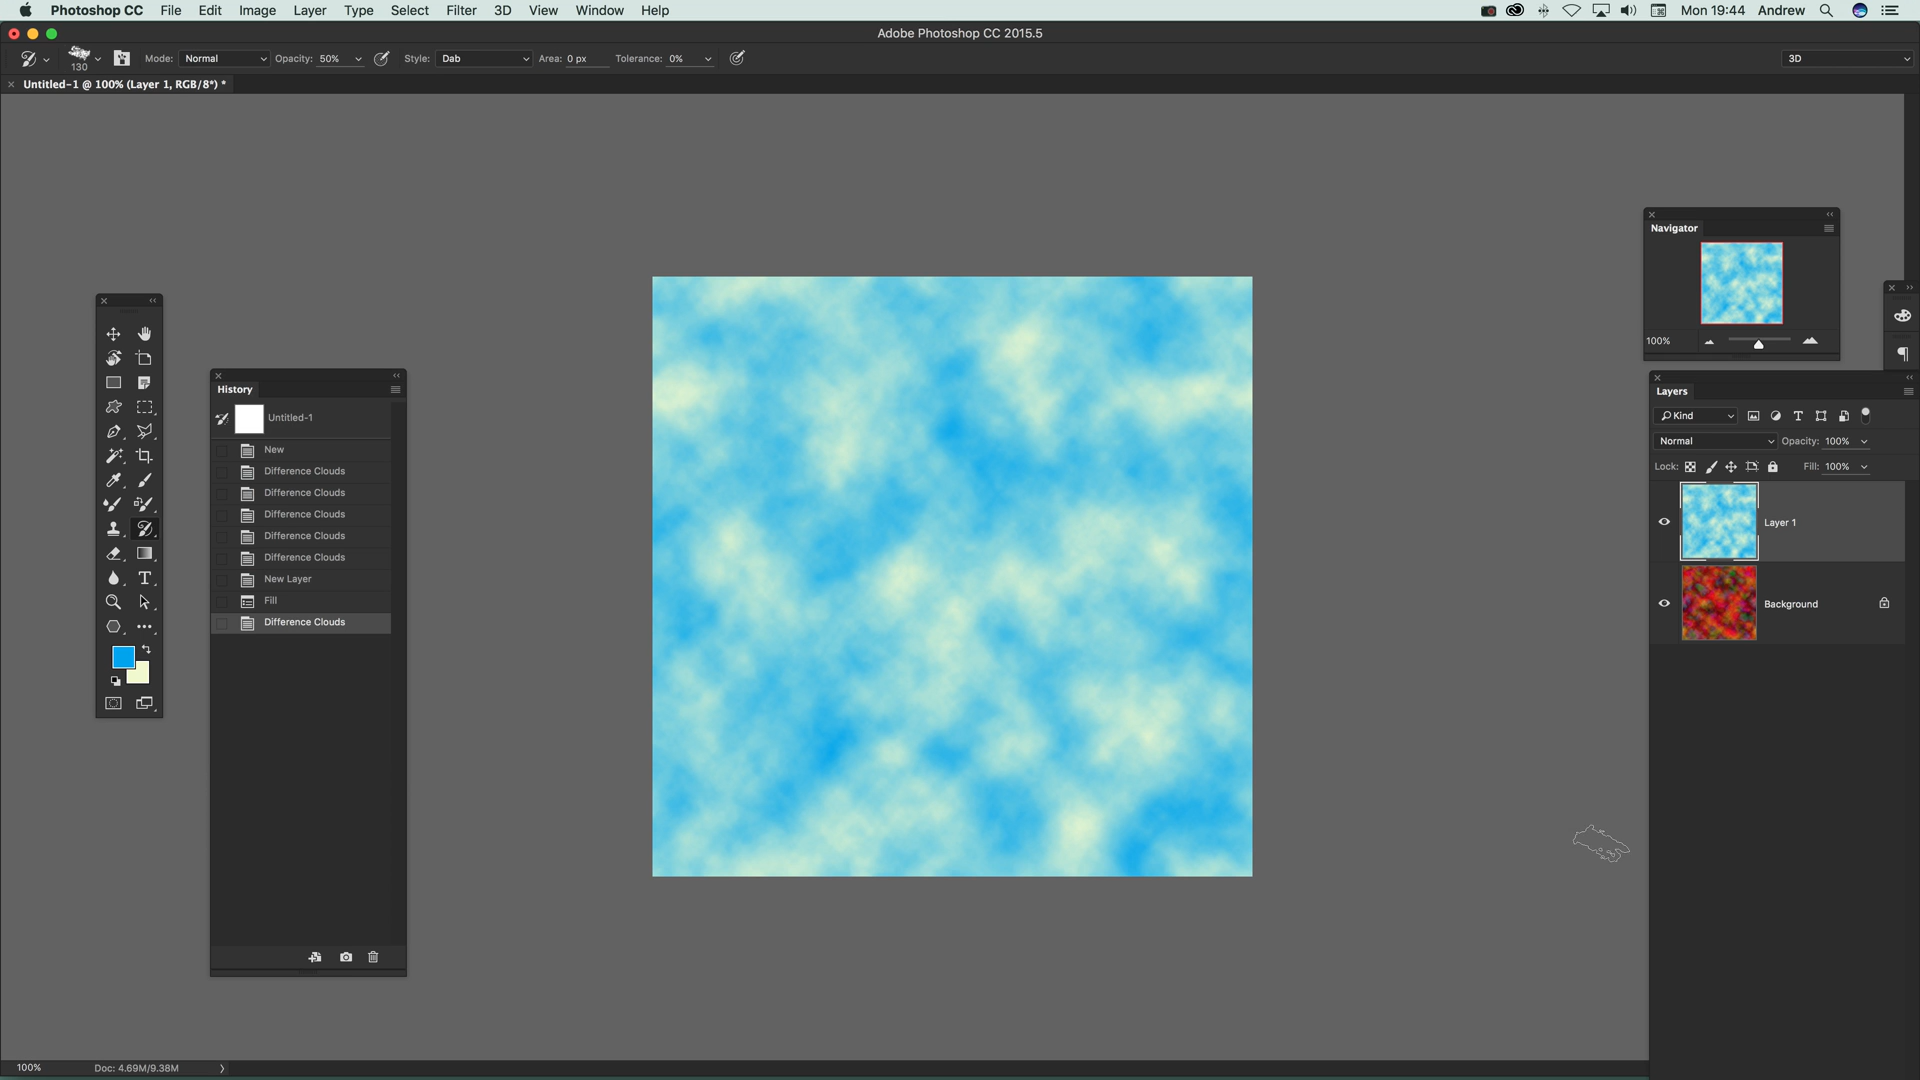 Photoshop CC File Edit Image Layer Type Select Filter 3D View Window Help Mon 19:44 Andrew
Adobe Photoshop CC 2015.5
130 Mode: Normal Opacity: 50% Style: Dab Area: 0 px Tolerance: 0% 3D
Untitled-1 @ 100% (Layer 1, RGB/8*) *
Navigator
100%
History
Untitled-1
New
Difference Clouds
Difference Clouds
Difference Clouds
Difference Clouds
Difference Clouds
New Layer
Fill
Difference Clouds
Layers
Kind
Normal Opacity: 100%
Lock: Fill: 100%
Layer 1
Background
100% Doc: 4.69M/9.38M